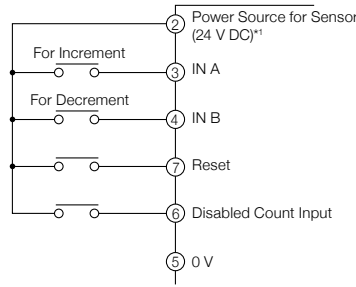 2 Power Source for Sensor
(24 V DC)*1
For Increment
3 IN A
For Decrement
4 IN B
7 Reset
6 Disabled Count Input
5 0 V